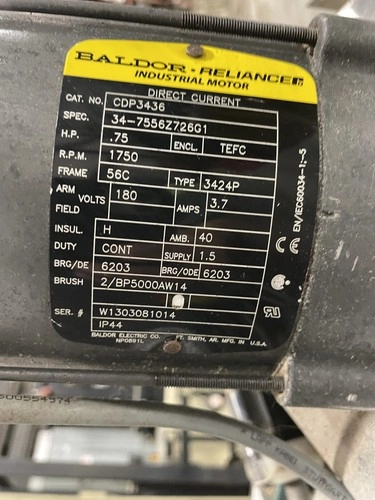 BALDOR • RELIANCE
INDUSTRIAL MOTOR
DIRECT CURRENT
CAT. NO. CDP3436
SPEC. 34-7556Z726G1
H.P. .75 ENCL. TEFC
R.P.M. 1750
FRAME 56C TYPE 3424P
ARM VOLTS 180 AMPS 3.7
FIELD
INSUL. H AMB. 40
DUTY CONT SUPPLY 1.5
BRG/DE 6203 BRG/ODE 6203
BRUSH 2/BP5000AW14
SER. # W1303081014
IP44
BALDOR ELECTRIC CO. FT. SMITH, AR. MFG. IN U.S.A.
NP0891L
CE EN/IEC60034-1;-5